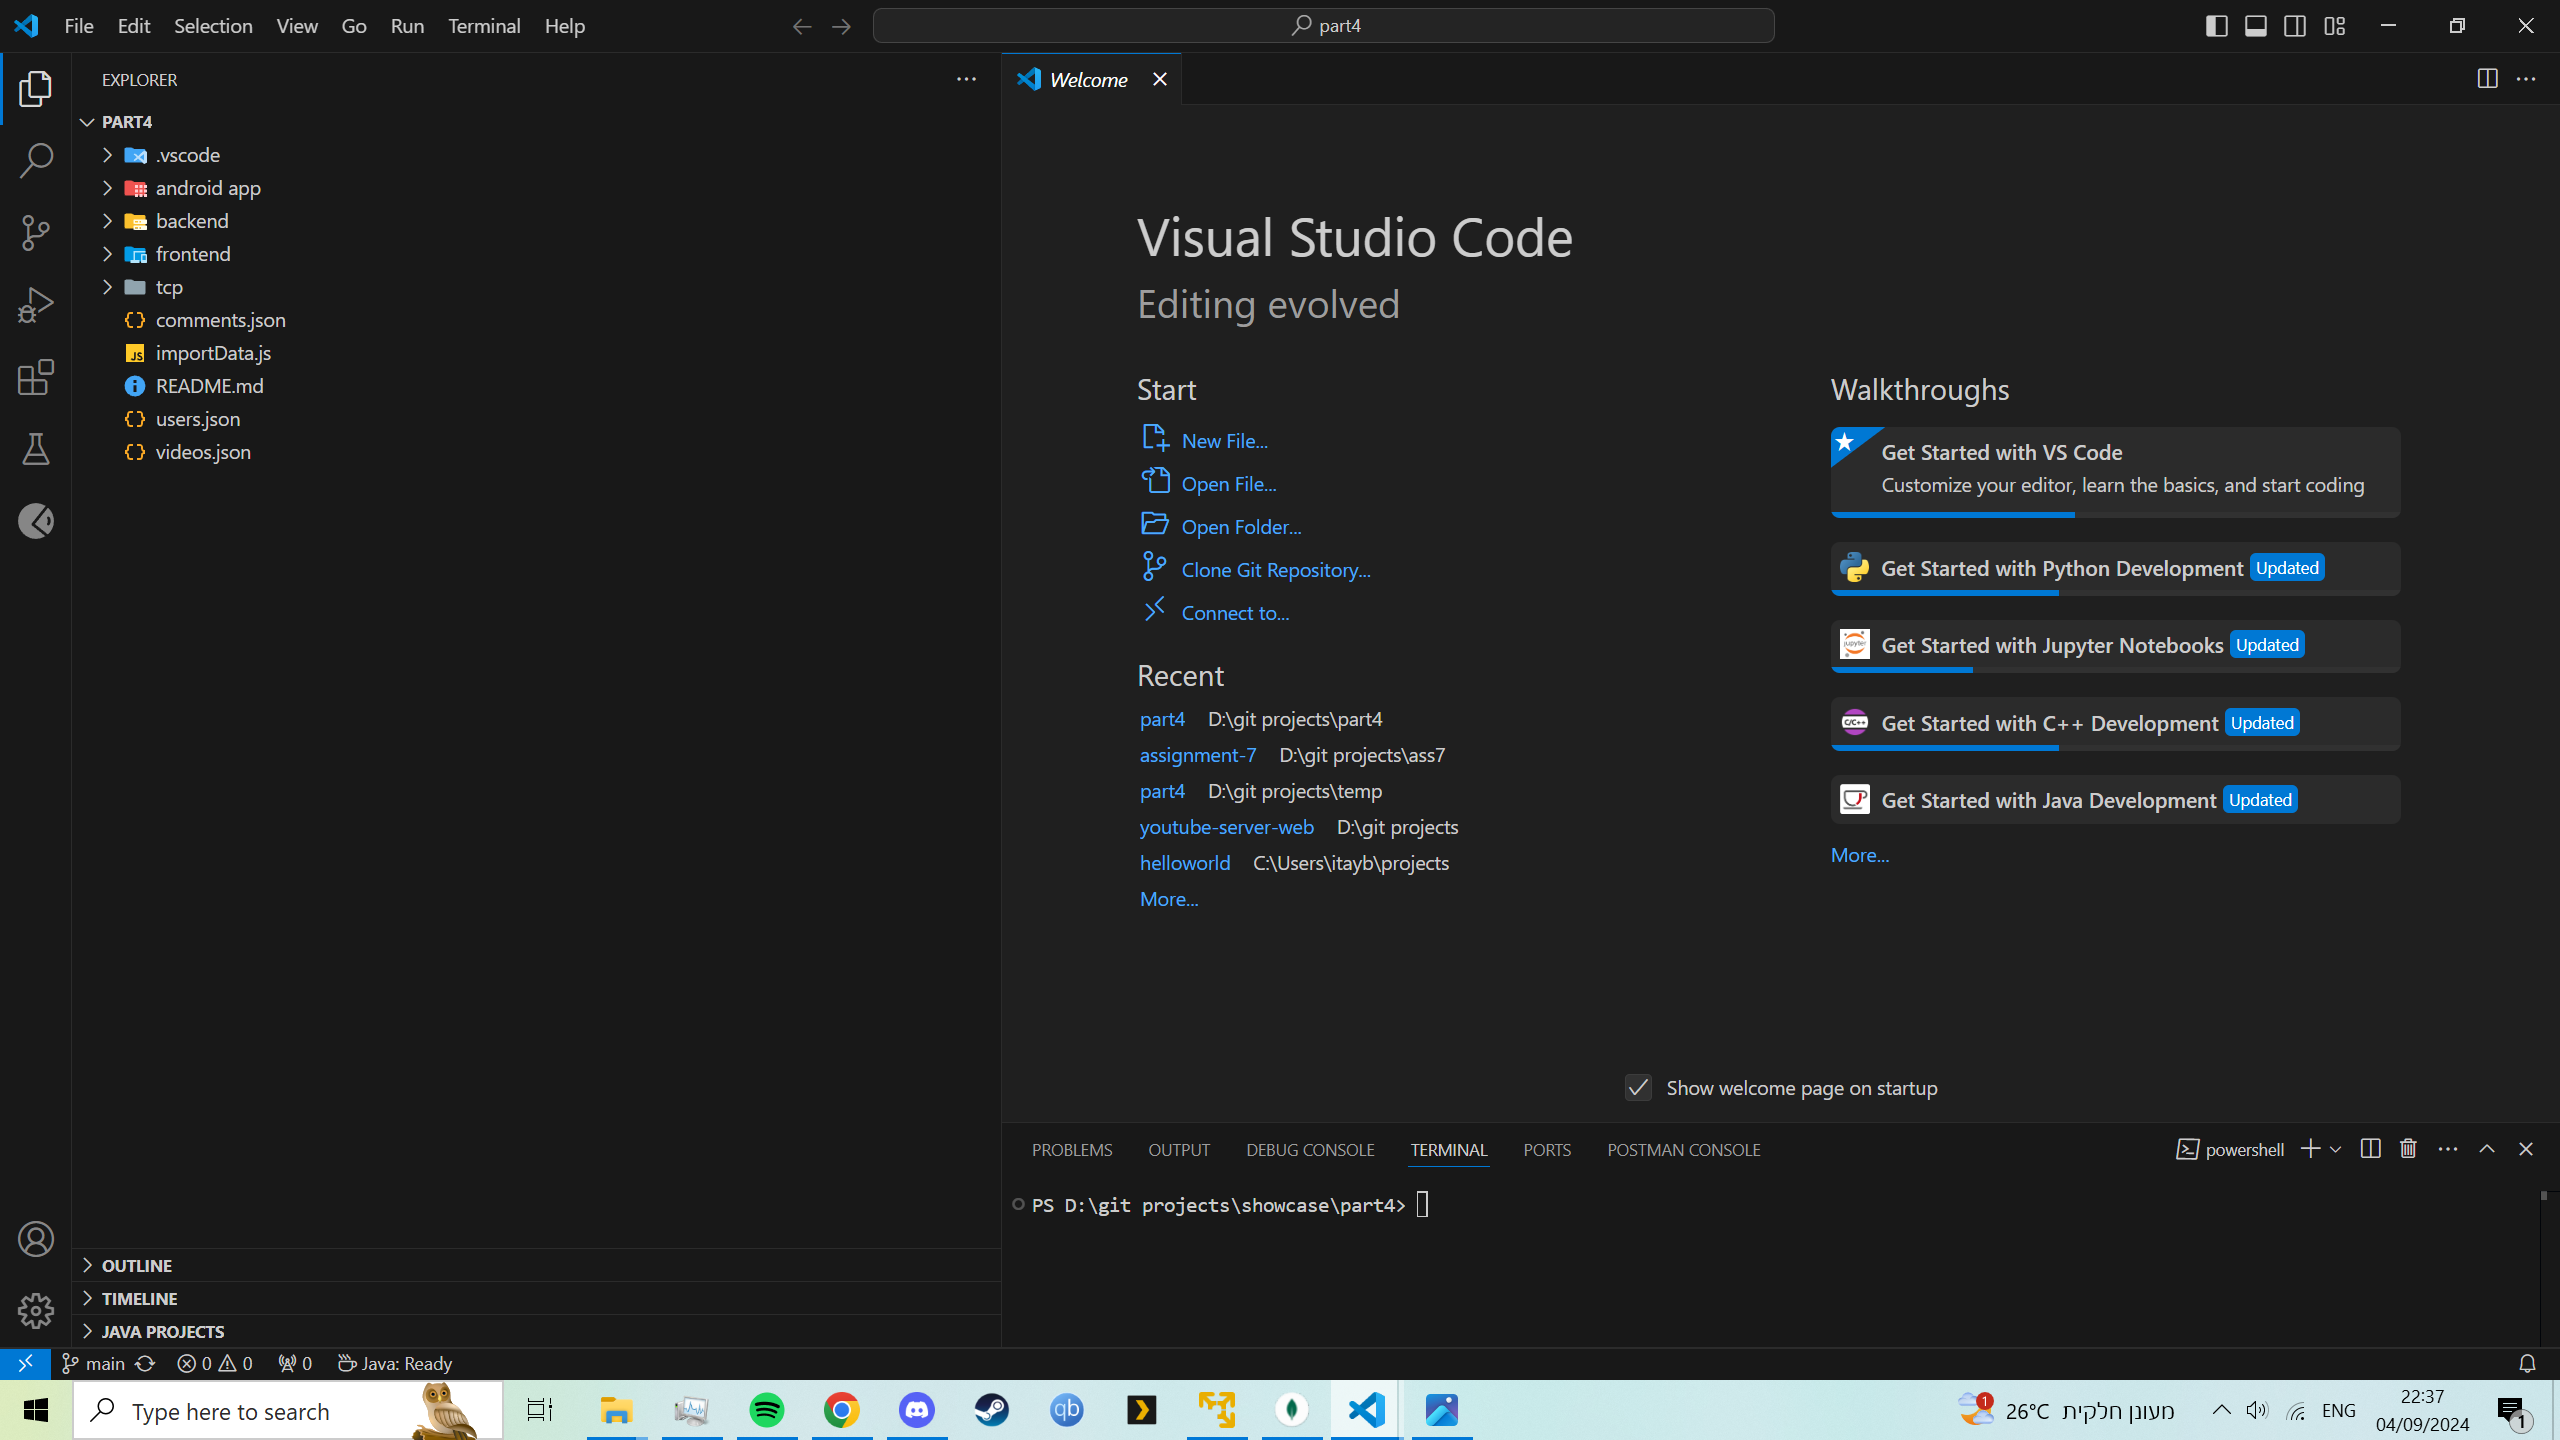 File Edit Selection View Go Run Terminal Help
part4
EXPLORER
Welcome
PART4
.vscode
android app
backend
frontend
tcp
comments.json
JS importData.js
README.md
users.json
videos.json
OUTLINE
TIMELINE
JAVA PROJECTS
Visual Studio Code
Editing evolved
Start
New File...
Open File...
Open Folder...
Clone Git Repository...
Connect to...
Recent
part4 D:\git projects\part4
assignment-7 D:\git projects\ass7
part4 D:\git projects\temp
youtube-server-web D:\git projects
helloworld C:\Users\itayb\projects
More...
Walkthroughs
Get Started with VS Code
Customize your editor, learn the basics, and start coding
Get Started with Python Development Updated
jupyter Get Started with Jupyter Notebooks Updated
C/C++ Get Started with C++ Development Updated
Get Started with Java Development Updated
More...
Show welcome page on startup
PROBLEMS OUTPUT DEBUG CONSOLE TERMINAL PORTS POSTMAN CONSOLE
powershell
PS D:\git projects\showcase\part4>
main 0 0 0 Java: Ready
Type here to search
qb
1
26°C מעונן חלקית
ENG
22:37
04/09/2024
1